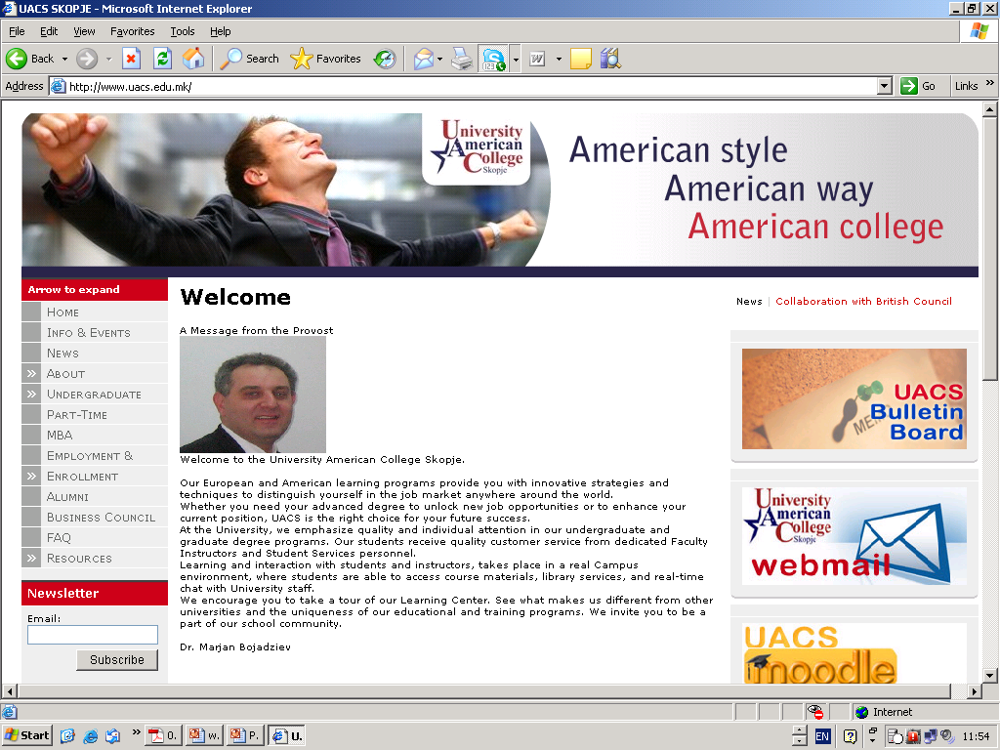 UACS SKOPJE - Microsoft Internet Explorer
File Edit View Favorites Tools Help
Back Search Favorites
Address http://www.uacs.edu.mk/ Go Links »
University
American
College
Skopje
American style
American way
American college
Arrow to expand
Home
Info & Events
News
» About
» Undergraduate
Part-Time
MBA
Employment &
» Enrollment
Alumni
Business Council
FAQ
» Resources
Newsletter
Email:
Subscribe
Welcome
A Message from the Provost
Welcome to the University American College Skopje.
Our European and American learning programs provide you with innovative strategies and
techniques to distinguish yourself in the job market anywhere around the world.
Whether you need your advanced degree to unlock new job opportunities or to enhance your
current position, UACS is the right choice for your future success.
At the University, we emphasize quality and individual attention in our undergraduate and
graduate degree programs. Our students receive quality customer service from dedicated Faculty
Instructors and Student Services personnel.
Learning and interaction with students and instructors, takes place in a real Campus
environment, where students are able to access course materials, library services, and real-time
chat with University staff.
We encourage you to take a tour of our Learning Center. See what makes us different from other
universities and the uniqueness of our educational and training programs. We invite you to be a
part of our school community.
Dr. Marjan Bojadziev
News | Collaboration with British Council
UACS
Bulletin
Board
University
American
College
Skopje
webmail
UACS
moodle
Internet
Start » 0. w. P. U. EN 11:54